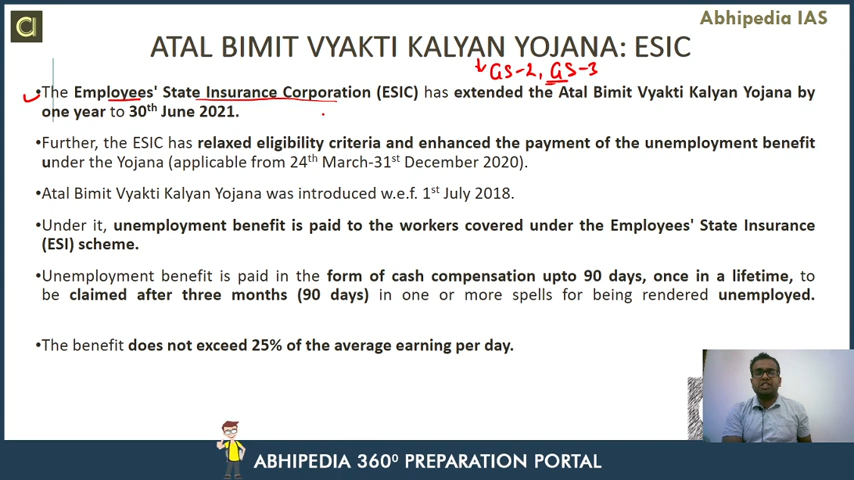 Abhipedia IAS
ATAL BIMIT VYAKTI KALYAN YOJANA: ESIC
GS-2, GS-3
•The Employees' State Insurance Corporation (ESIC) has extended the Atal Bimit Vyakti Kalyan Yojana by
one year to 30th June 2021.
•Further, the ESIC has relaxed eligibility criteria and enhanced the payment of the unemployment benefit
under the Yojana (applicable from 24th March-31st December 2020).
•Atal Bimit Vyakti Kalyan Yojana was introduced w.e.f. 1st July 2018.
•Under it, unemployment benefit is paid to the workers covered under the Employees' State Insurance
(ESI) scheme.
•Unemployment benefit is paid in the form of cash compensation upto 90 days, once in a lifetime, to
be claimed after three months (90 days) in one or more spells for being rendered unemployed.
•The benefit does not exceed 25% of the average earning per day.
ABHIPEDIA 360⁰ PREPARATION PORTAL